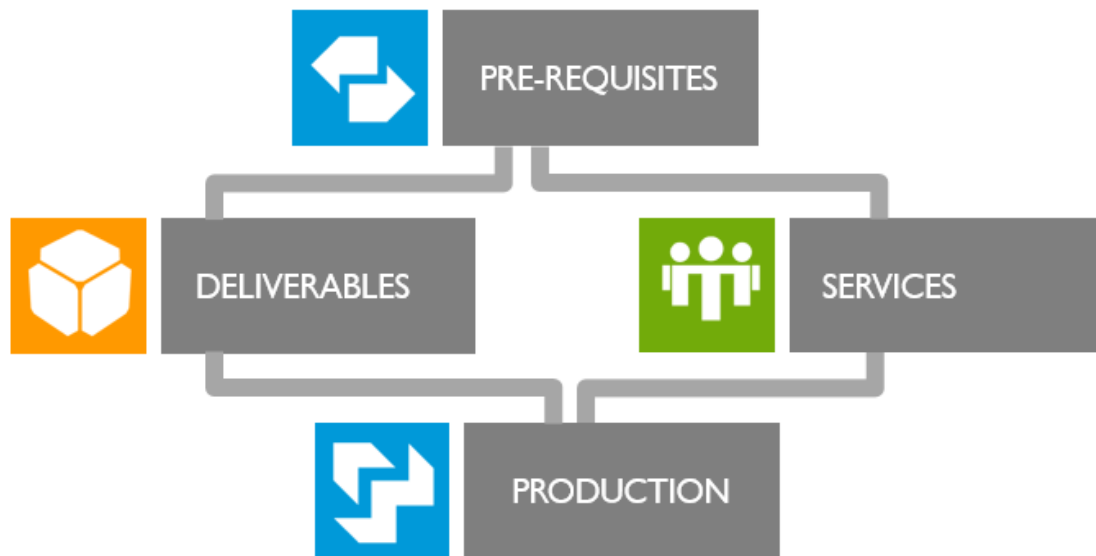 PRE-REQUISITES
DELIVERABLES
SERVICES
PRODUCTION